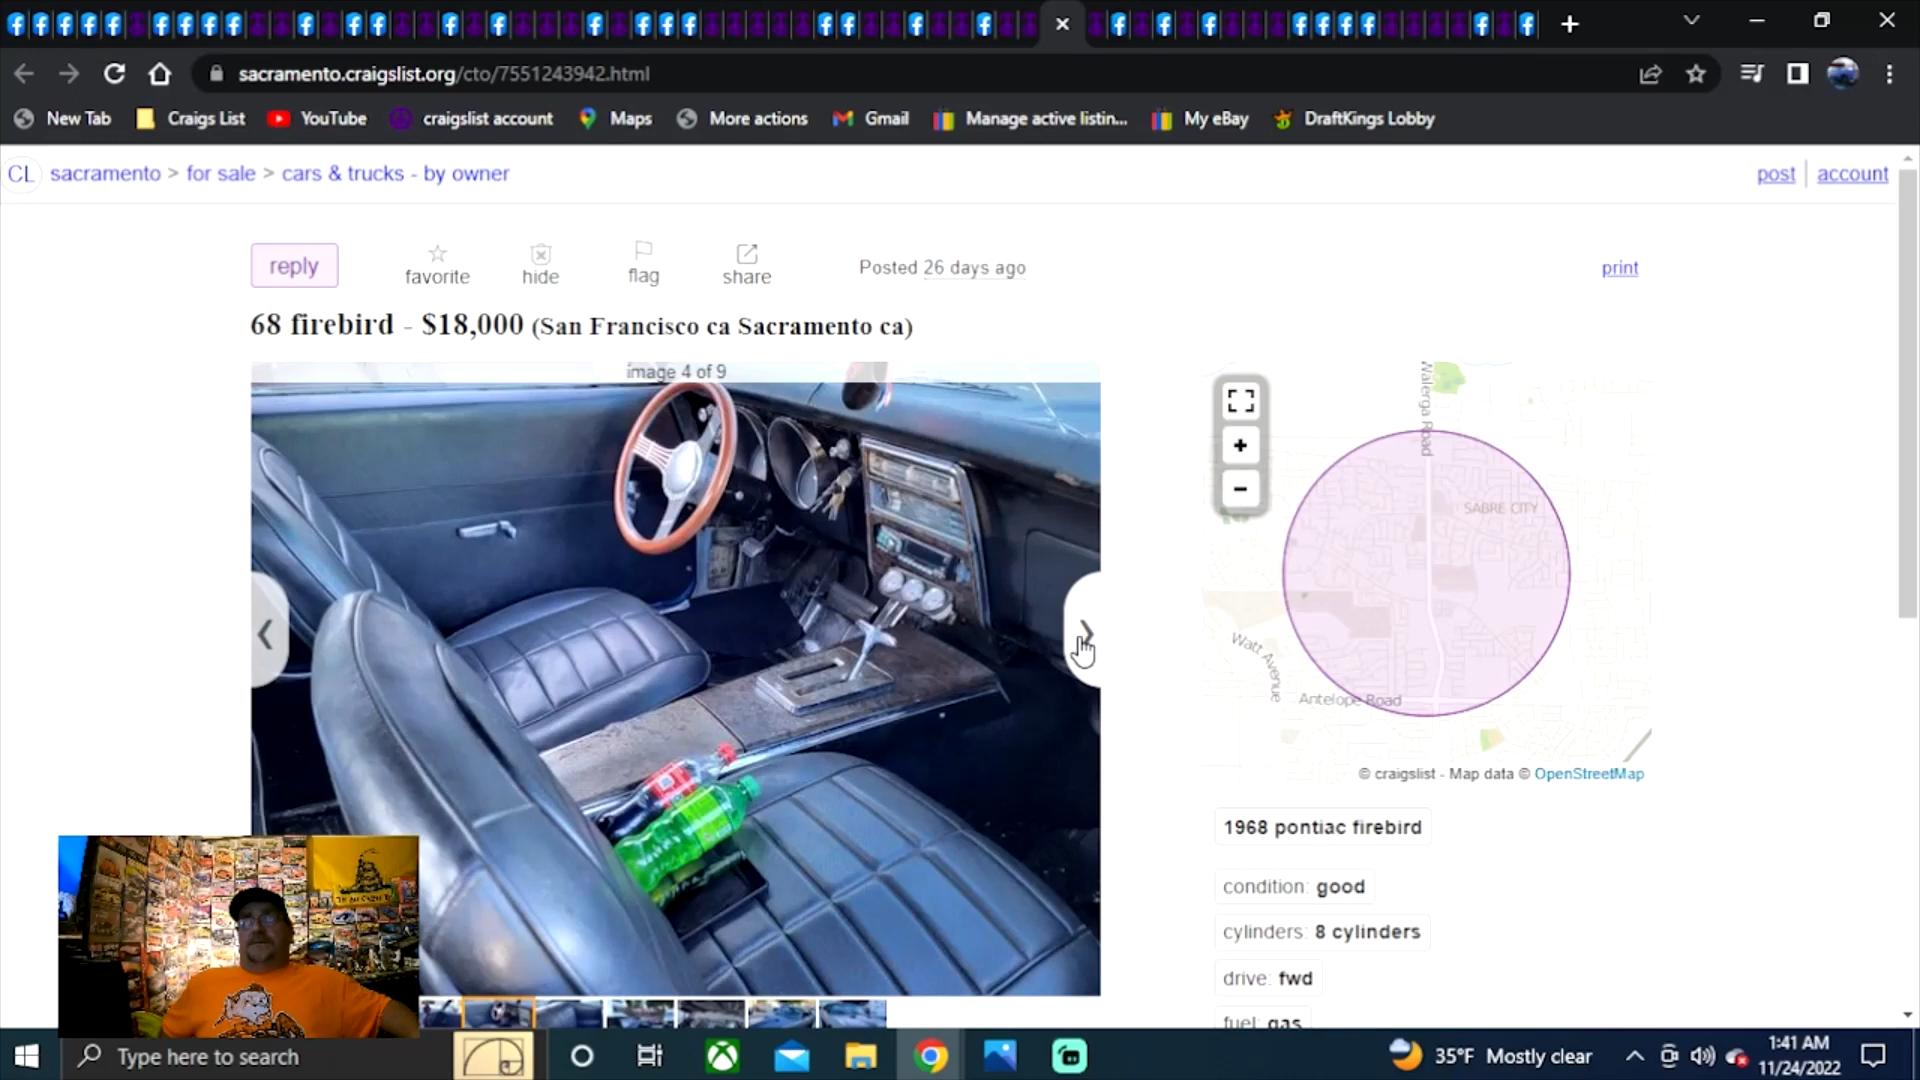 sacramento.craigslist.org/cto/7551243942.html
New Tab
Craigs List
YouTube
craigslist account
Maps
More actions
Gmail
Manage active listin...
My eBay
DraftKings Lobby
CL sacramento > for sale > cars & trucks - by owner
post
account
reply
favorite
hide
flag
share
Posted 26 days ago
print
68 firebird - $18,000 (San Francisco ca Sacramento ca)
image 4 of 9
Walerga Road
SABRE CITY
Watt Avenue
Antelope Road
© craigslist - Map data © OpenStreetMap
1968 pontiac firebird
condition: good
cylinders: 8 cylinders
drive: fwd
fuel: gas
Type here to search
35°F Mostly clear
1:41 AM
11/24/2022